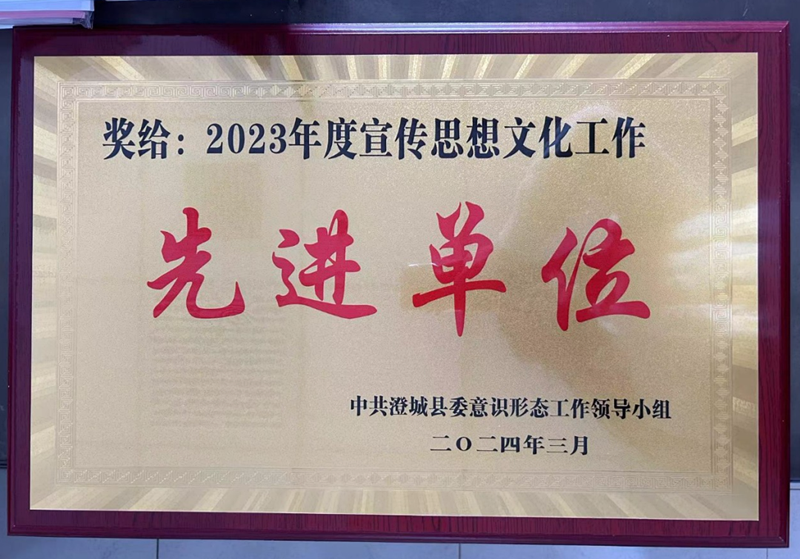 奖给：2023年度宣传思想文化工作
先进单位
中共澄城县委意识形态工作领导小组
二〇二四年三月